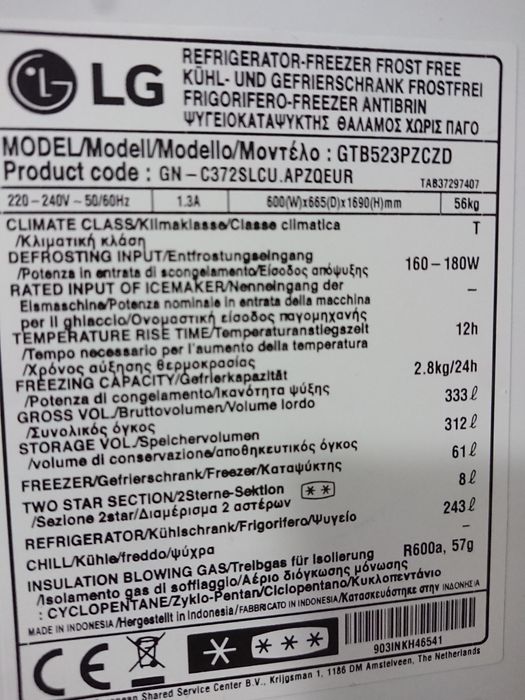 LG
REFRIGERATOR-FREEZER FROST FREE
KÜHL- UND GEFRIERSCHRANK FROSTFREI
FRIGORIFERO-FREEZER ANTIBRIN
ΨΥΓΕΙΟΚΑΤΑΨΥΚΤΗΣ ΘΑΛΑΜΟΣ ΧΩΡΙΣ ΠΑΓΟ
MODEL/Modell/Modello/Μοντέλο : GTB523PZCZD
Product code : GN-C372SLCU.APZQEUR
TAB37297407
220-240V~50/60Hz 1.3A 600(W)x665(D)x1690(H)mm 56kg
CLIMATE CLASS/Klimaklasse/Classe climatica T
/Κλιματική κλάση
DEFROSTING INPUT/Entfrostungseingang
/Potenza in entrata di scongelamento/Είσοδος απόψυξης 160-180W
RATED INPUT OF ICEMAKER/Nenneingang der –
Eismaschine/Potenza nominale in entrata della macchina
per il ghiaccio/Ονομαστική είσοδος παγομηχανής
TEMPERATURE RISE TIME/Temperaturanstiegszeit 12h
/Tempo necessario per l'aumento della temperatura
/Χρόνος αύξησης θερμοκρασίας
FREEZING CAPACITY/Gefrierkapazität 2.8kg/24h
/Potenza di congelamento/Ικανότητα ψύξης
GROSS VOL./Bruttovolumen/Volume lordo 333ℓ
/Συνολικός όγκος
STORAGE VOL./Speichervolumen 312ℓ
/volume di conservazione/αποθηκευτικός όγκος
FREEZER/Gefrierschrank/Freezer/Καταψύκτης 61ℓ
TWO STAR SECTION/2Sterne-Sektion ** 8ℓ
/Sezione 2star/Διαμέρισμα 2 αστέρων
REFRIGERATOR/Kühlschrank/Frigorifero/Ψυγείο 243ℓ
CHILL/Kühle/freddo/ψύχρα –
INSULATION BLOWING GAS/Treibgas für Isolierung R600a, 57g
/Isolamento gas di soffiaggio/Αέριο διόγκωσης μόνωσης
: CYCLOPENTANE/Zyklo-Pentan/Ciclopentano/Κυκλοπεντάνιο
MADE IN INDONESIA/Hergestellt in Indonesia/FABBRICATO IN INDONESIA/Κατασκευάστηκε στην ΙΝΔΟΝΗΣΙΑ
CE * *** 903INKH46541
Shared Service Center B.V., Krijgsman 1, 1186 DM Amstelveen, The Netherlands